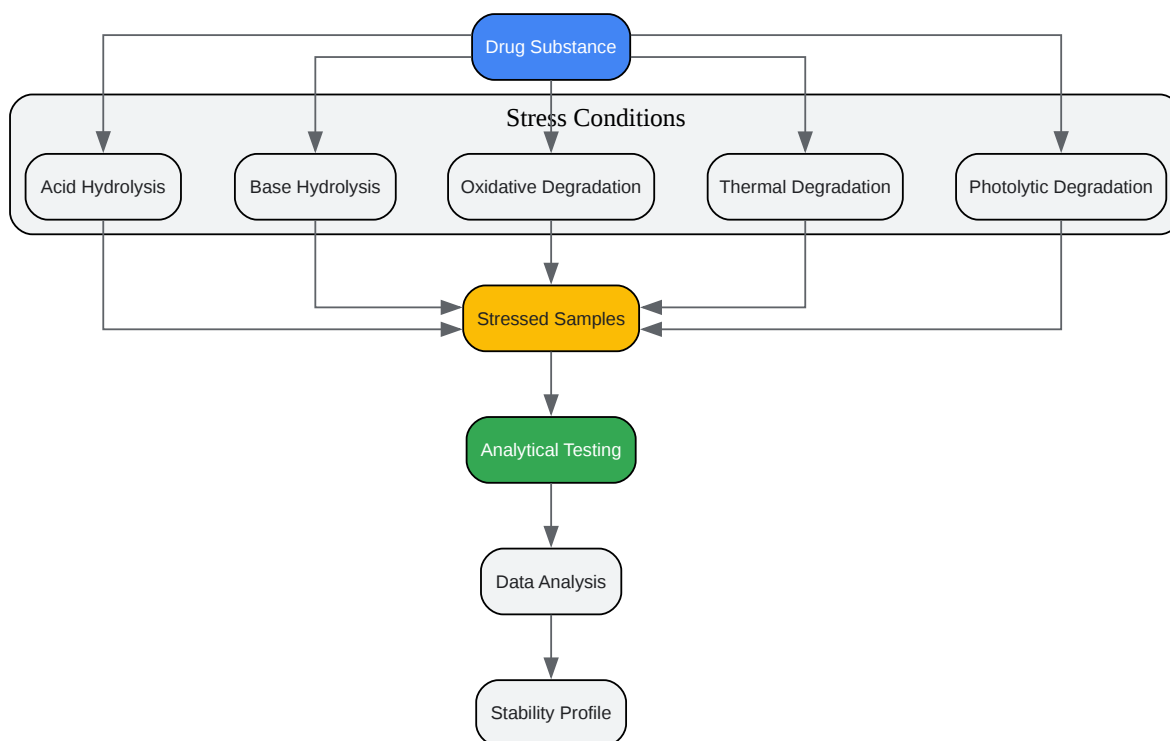 Drug Substance
Stress Conditions
Acid Hydrolysis
Base Hydrolysis
Oxidative Degradation
Thermal Degradation
Photolytic Degradation
Stressed Samples
Analytical Testing
Data Analysis
Stability Profile